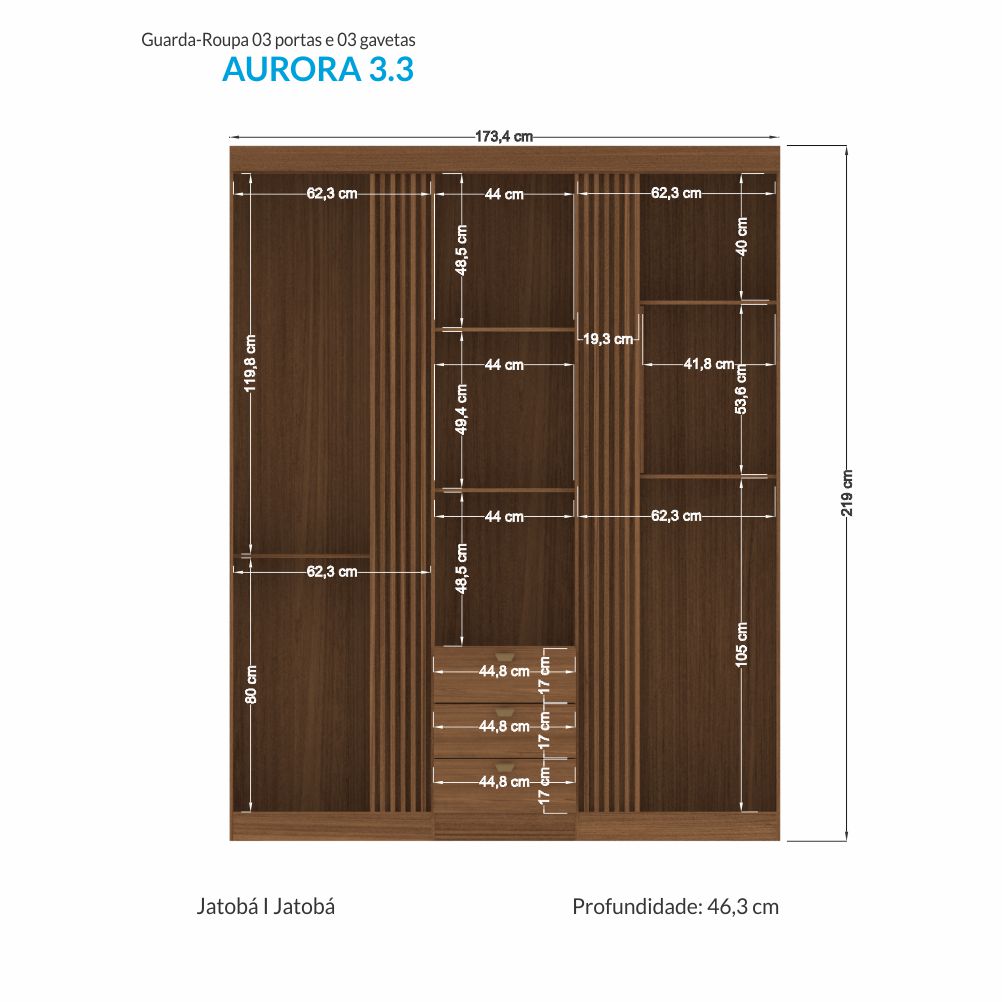 Guarda-Roupa 03 portas e 03 gavetas
AURORA 3.3
173,4 cm
62,3 cm
44 cm
62,3 cm
48,5 cm
40 cm
119,8 cm
19,3 cm
44 cm
41,8 cm
49,4 cm
53,6 cm
219 cm
44 cm
62,3 cm
62,3 cm
48,5 cm
105 cm
80 cm
44,8 cm
17 cm
44,8 cm
17 cm
44,8 cm
17 cm
Jatobá I Jatobá
Profundidade: 46,3 cm